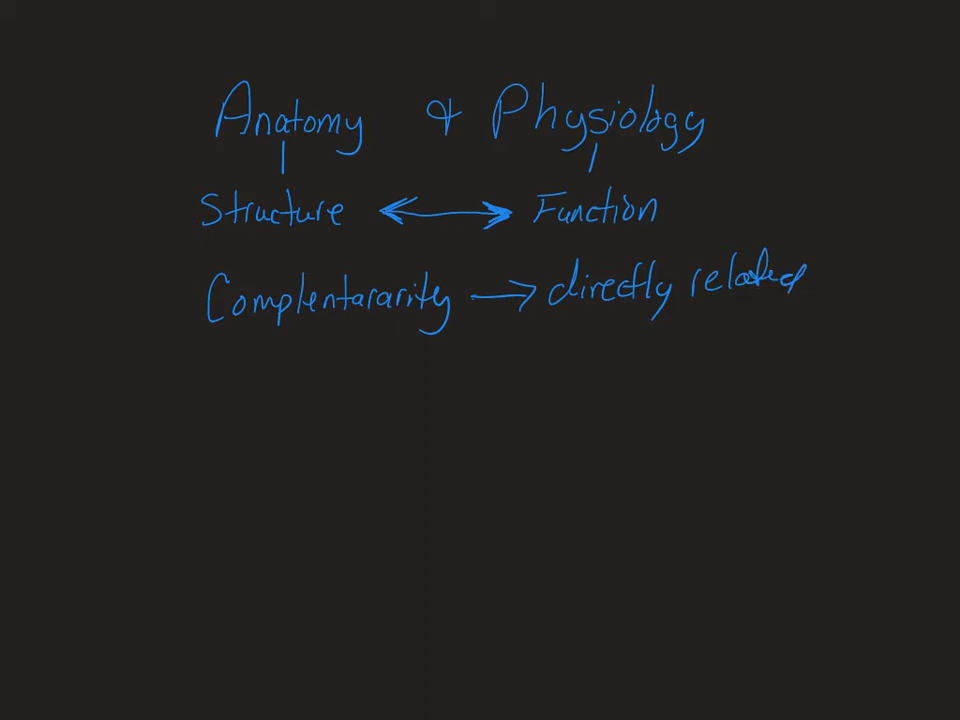 Anatomy & Physiology
Structure ⟷ Function
Complentararity → directly related